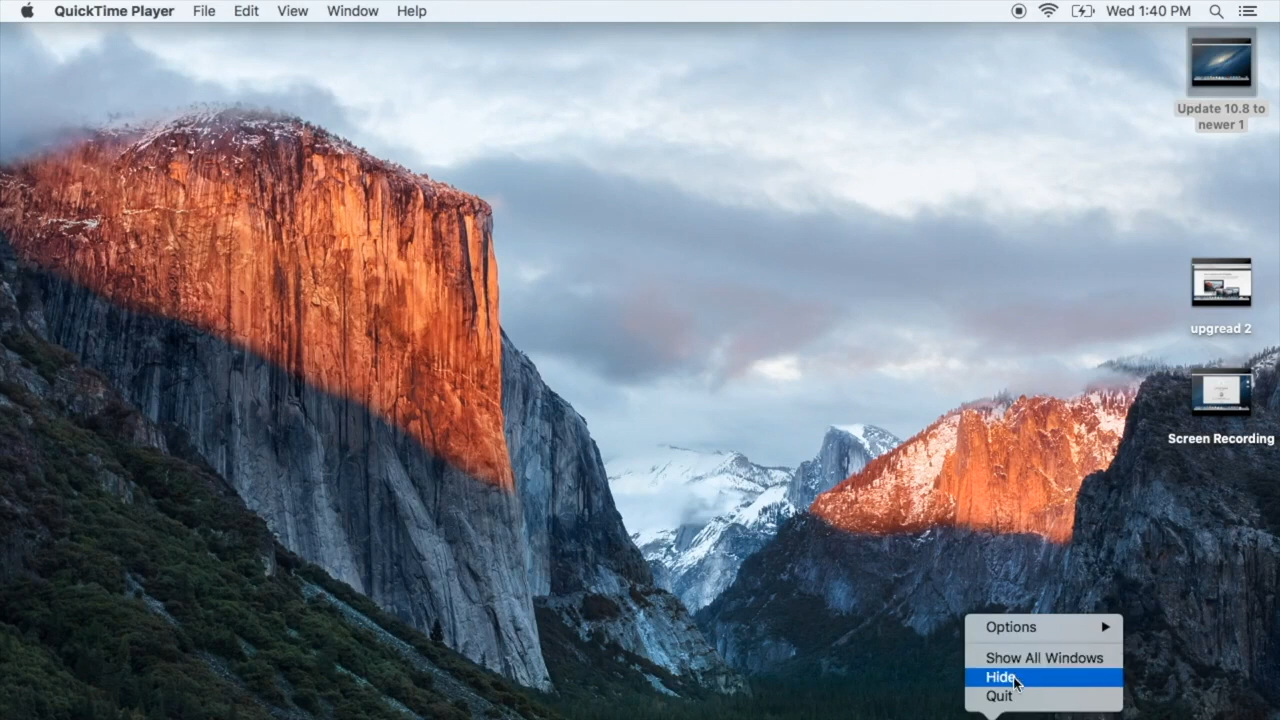 QuickTime Player File Edit View Window Help Wed 1:40 PM
Update 10.8 to
newer 1
upgread 2
Screen Recording
Options
Show All Windows
Hide
Quit